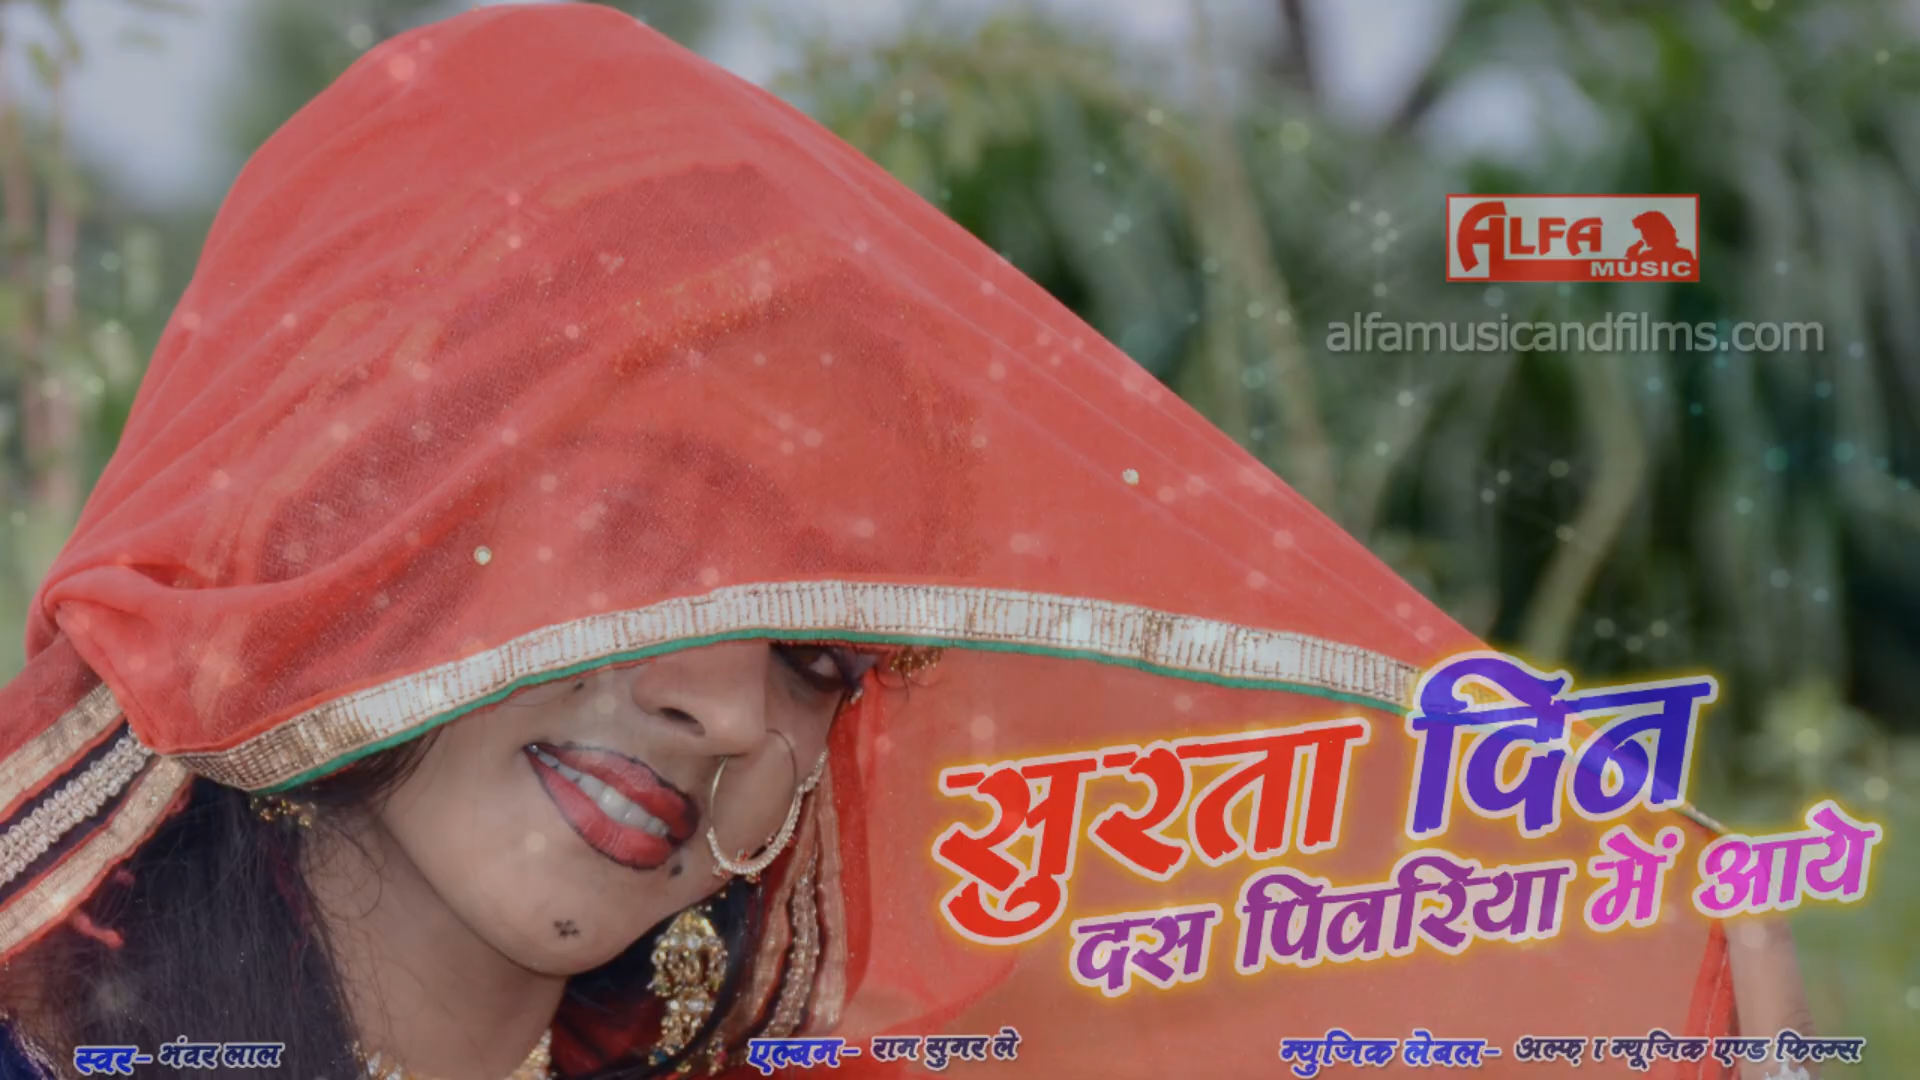 ALFA
MUSIC
alfamusicandfilms.com
सुरता दिन
दस पिवरिया में आये
स्वर- भंवर लाल
एल्बम- राम सुमर ले
म्युजिक लेबल- अल्फ़ा म्यूजिक एण्ड फिल्म्स